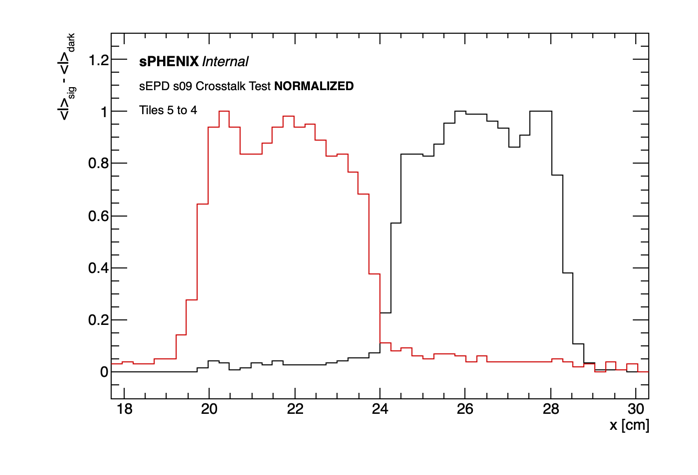 <I>sig - <I>dark
sPHENIX Internal
sEPD s09 Crosstalk Test NORMALIZED
Tiles 5 to 4
1.2
1
0.8
0.6
0.4
0.2
0
18 20 22 24 26 28 30
x [cm]